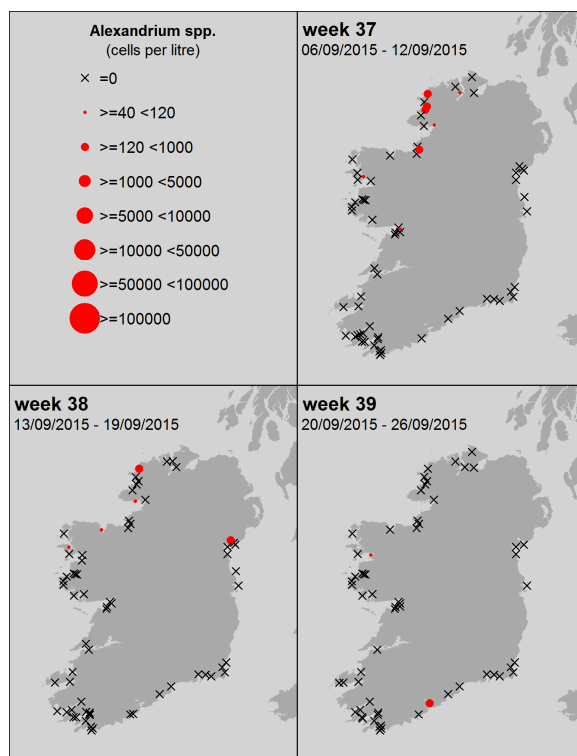 Alexandrium spp.
(cells per litre)
=0
>=40 <120
>=120 <1000
>=1000 <5000
>=5000 <10000
>=10000 <50000
>=50000 <100000
>=100000
week 37
06/09/2015 - 12/09/2015
week 38
13/09/2015 - 19/09/2015
week 39
20/09/2015 - 26/09/2015